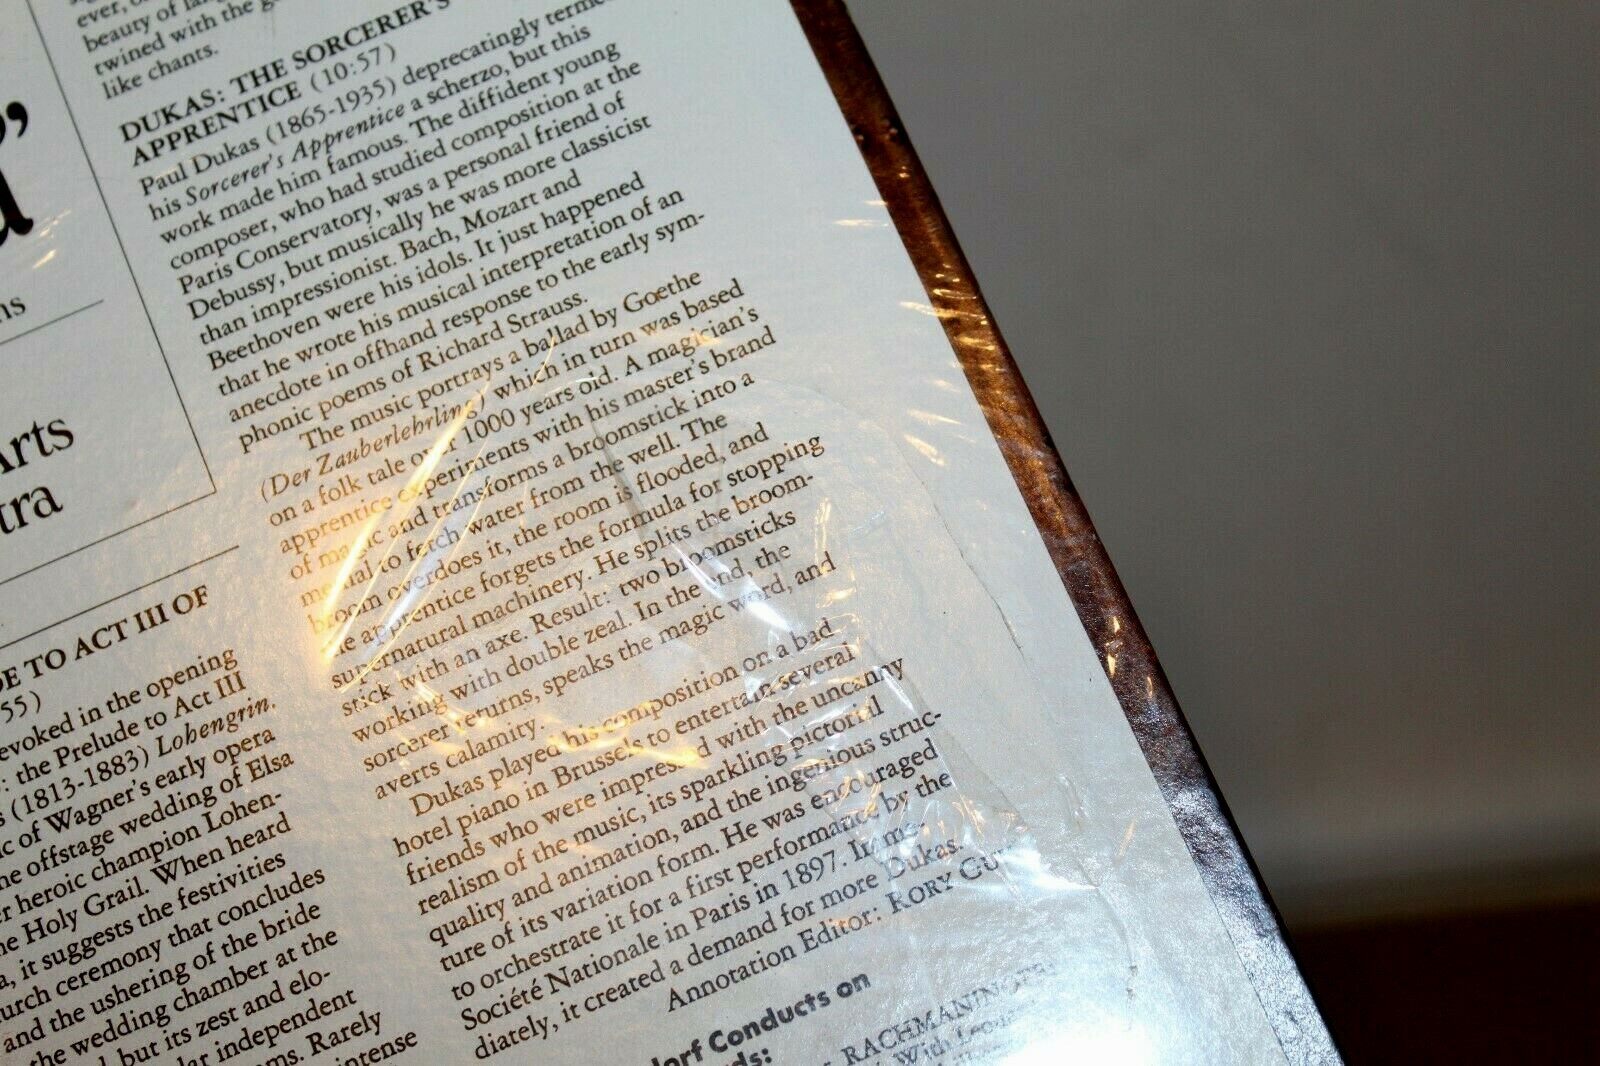 ever, o
beauty of lan
twined with the g
like chants.
DUKAS: THE SORCERER'S
APPRENTICE (10:57)
Paul Dukas (1865-1935) deprecatingly terme
his Sorcerer's Apprentice a scherzo, but this
work made him famous. The diffident young
composer, who had studied composition at the
Paris Conservatory, was a personal friend of
Debussy, but musically he was more classicist
than impressionist. Bach, Mozart and
Beethoven were his idols. It just happened
that he wrote his musical interpretation of an
anecdote in offhand response to the early sym-
phonic poems of Richard Strauss.
The music portrays a ballad by Goethe
(Der Zauberlehrling) which in turn was based
on a folk tale over 1000 years old. A magician's
apprentice experiments with his master's brand
of magic and transforms a broomstick into a
menial to fetch water from the well. The
broom overdoes it, the room is flooded, and
he apprentice forgets the formula for stopping
supernatural machinery. He splits the broom-
stick with an axe. Result: two broomsticks
working with double zeal. In the end, the
sorcerer returns, speaks the magic word, and
averts calamity.
Dukas played his composition on a bad
hotel piano in Brussels to entertain several
friends who were impressed with the uncanny
realism of the music, its sparkling pictorial
quality and animation, and the ingenious struc-
ture of its variation form. He was encouraged
to orchestrate it for a first performance by the
Société Nationale in Paris in 1897. Imme-
diately, it created a demand for more Dukas.
Annotation Editor: RORY GUY
dorf Conducts on
ds:
RACHMANINOFF:
With
"
d
ns
Arts
tra
DE TO ACT III OF
55)
evoked in the opening
: the Prelude to Act III
s (1813-1883) Lohengrin.
ic of Wagner's early opera
he offstage wedding of Elsa
r heroic champion Lohen-
he Holy Grail. When heard
a, it suggests the festivities
urch ceremony that concludes
and the ushering of the bride
the wedding chamber at the
, but its zest and elo-
lar independent
ms. Rarely
intense